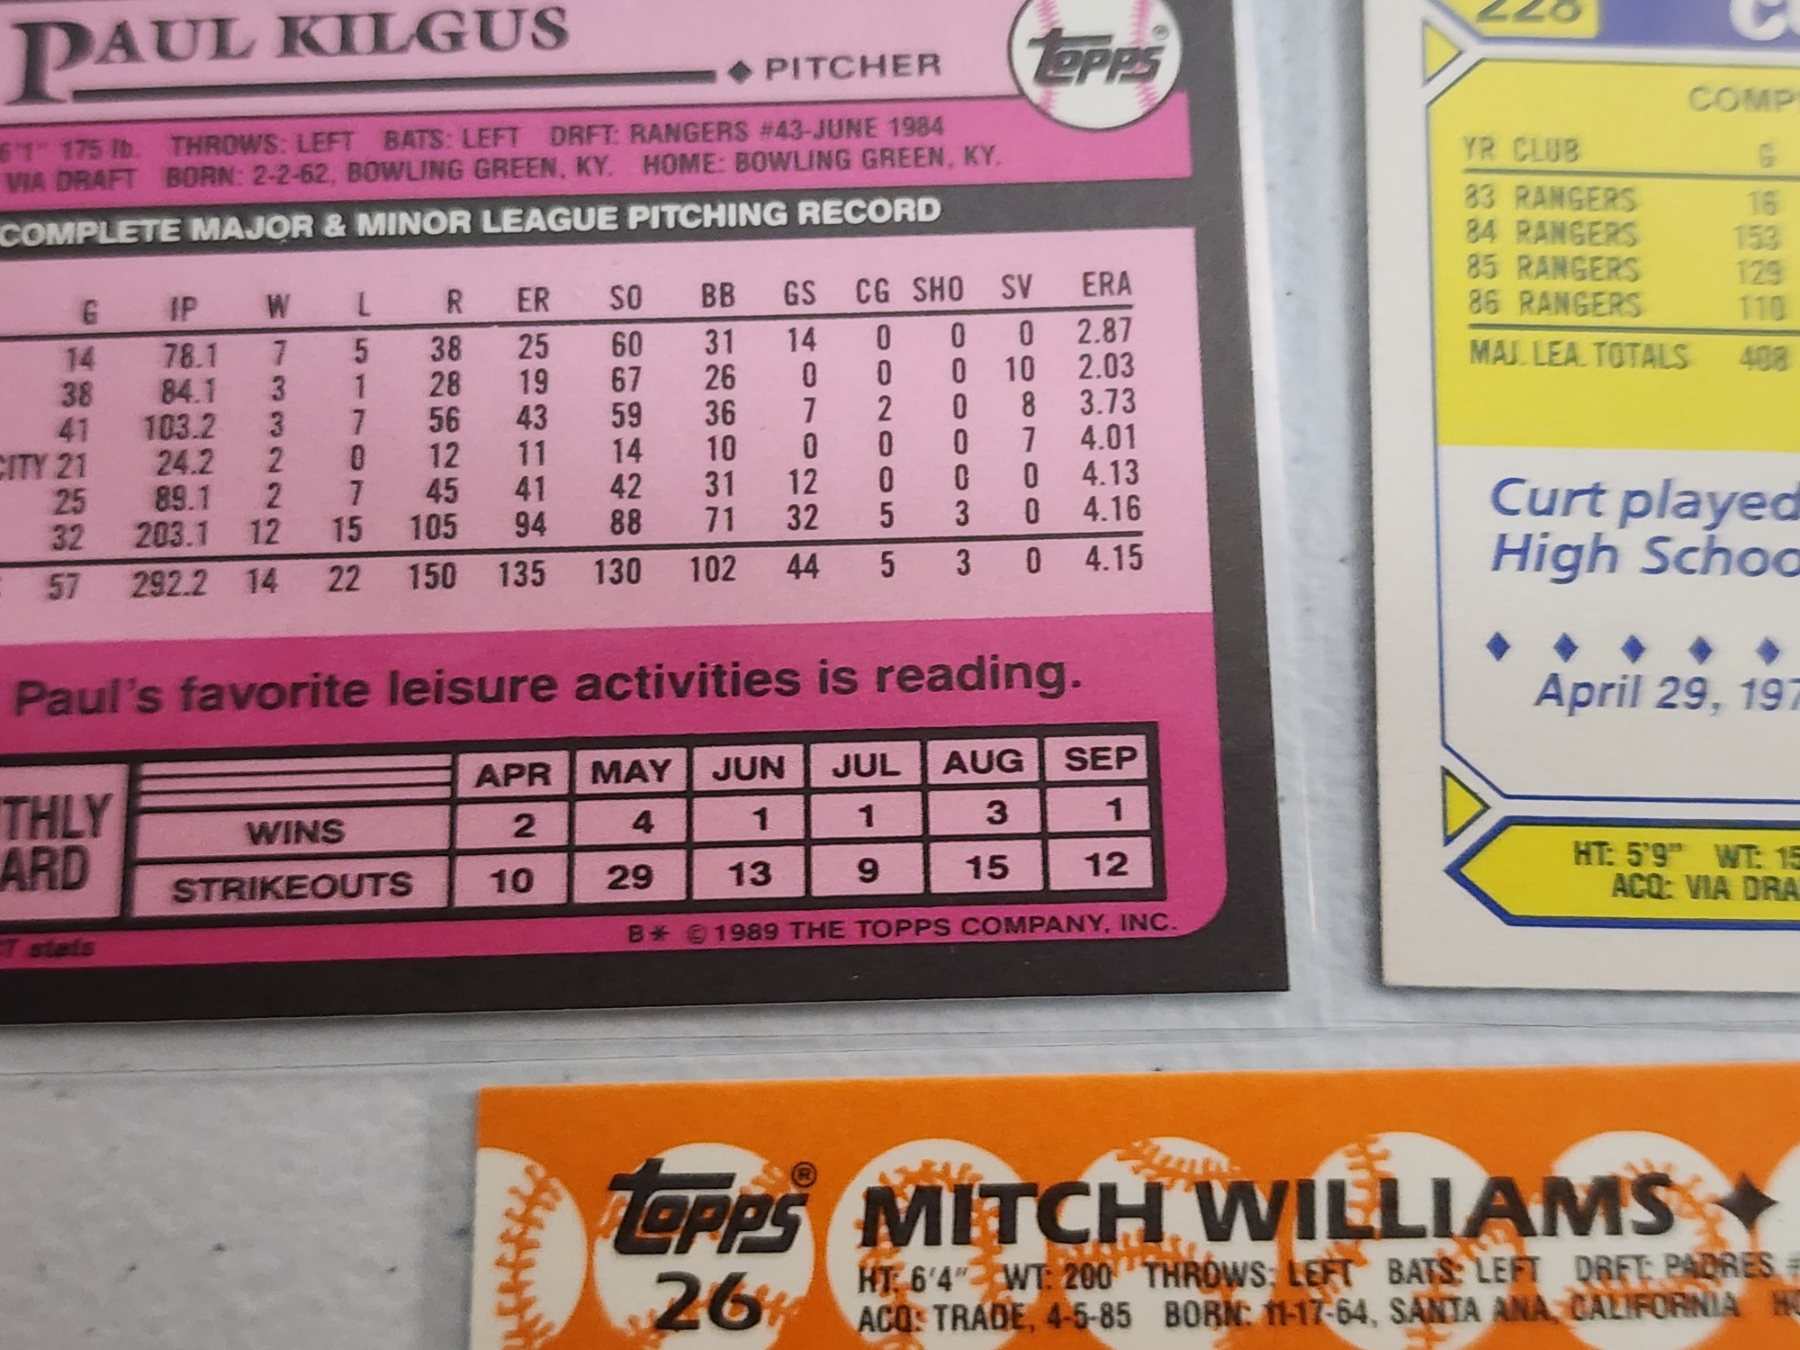 PAUL KILGUS
◆ PITCHER
TOPPS®
6'1" 175 lb. THROWS: LEFT BATS: LEFT DRFT: RANGERS #43-JUNE 1984
VIA DRAFT BORN: 2-2-62, BOWLING GREEN, KY. HOME: BOWLING GREEN, KY.
COMPLETE MAJOR & MINOR LEAGUE PITCHING RECORD
G IP W L R ER SO BB GS CG SHO SV ERA
14 78.1 7 5 38 25 60 31 14 0 0 0 2.87
38 84.1 3 1 28 19 67 26 0 0 0 10 2.03
41 103.2 3 7 56 43 59 36 7 2 0 8 3.73
CITY 21 24.2 2 0 12 11 14 10 0 0 0 7 4.01
25 89.1 2 7 45 41 42 31 12 0 0 0 4.13
32 203.1 12 15 105 94 88 71 32 5 3 0 4.16
57 292.2 14 22 150 135 130 102 44 5 3 0 4.15
Paul's favorite leisure activities is reading.
THLY
ARD
APR MAY JUN JUL AUG SEP
WINS 2 4 1 1 3 1
STRIKEOUTS 10 29 13 9 15 12
T stats
B* © 1989 THE TOPPS COMPANY, INC.
228
COMP
YR CLUB G
83 RANGERS 16
84 RANGERS 153
85 RANGERS 129
86 RANGERS 110
MAJ. LEA. TOTALS 408
Curt played
High Schoo
April 29, 197
HT: 5'9" WT: 15
ACQ: VIA DRA
TOPPS®
26
MITCH WILLIAMS ✦
HT: 6'4" WT: 200 THROWS: LEFT BATS: LEFT DRFT: PADRES #
ACQ: TRADE, 4-5-85 BORN: 11-17-64, SANTA ANA, CALIFORNIA HO